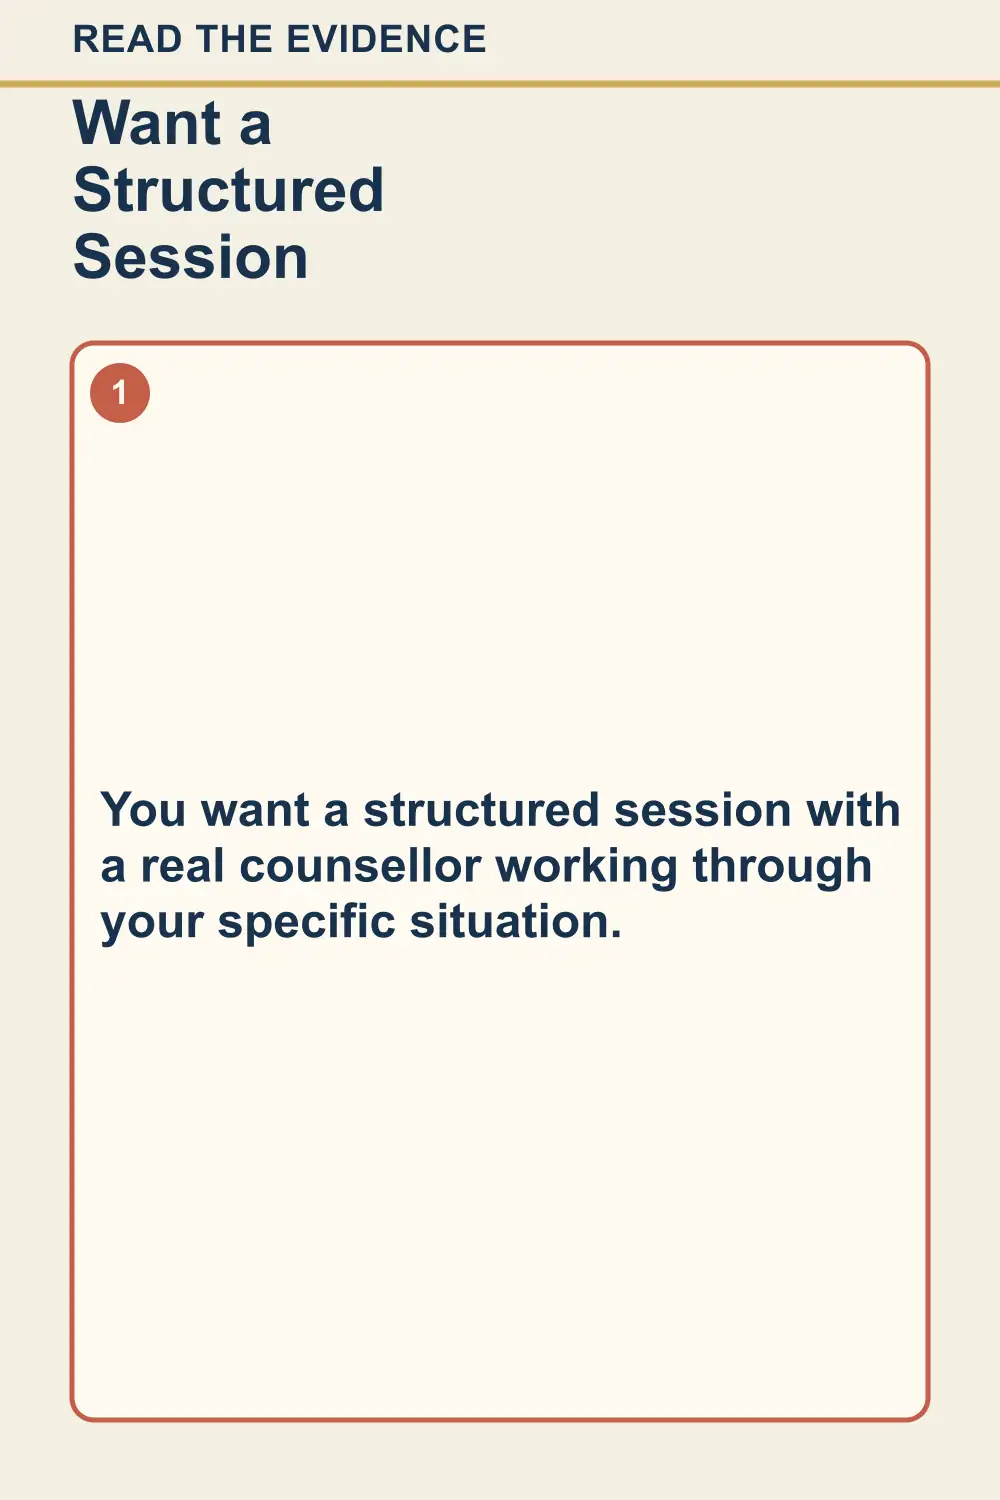 READ THE EVIDENCE
Want a
Structured
Session
1
You want a structured session with
a real counsellor working through
your specific situation.